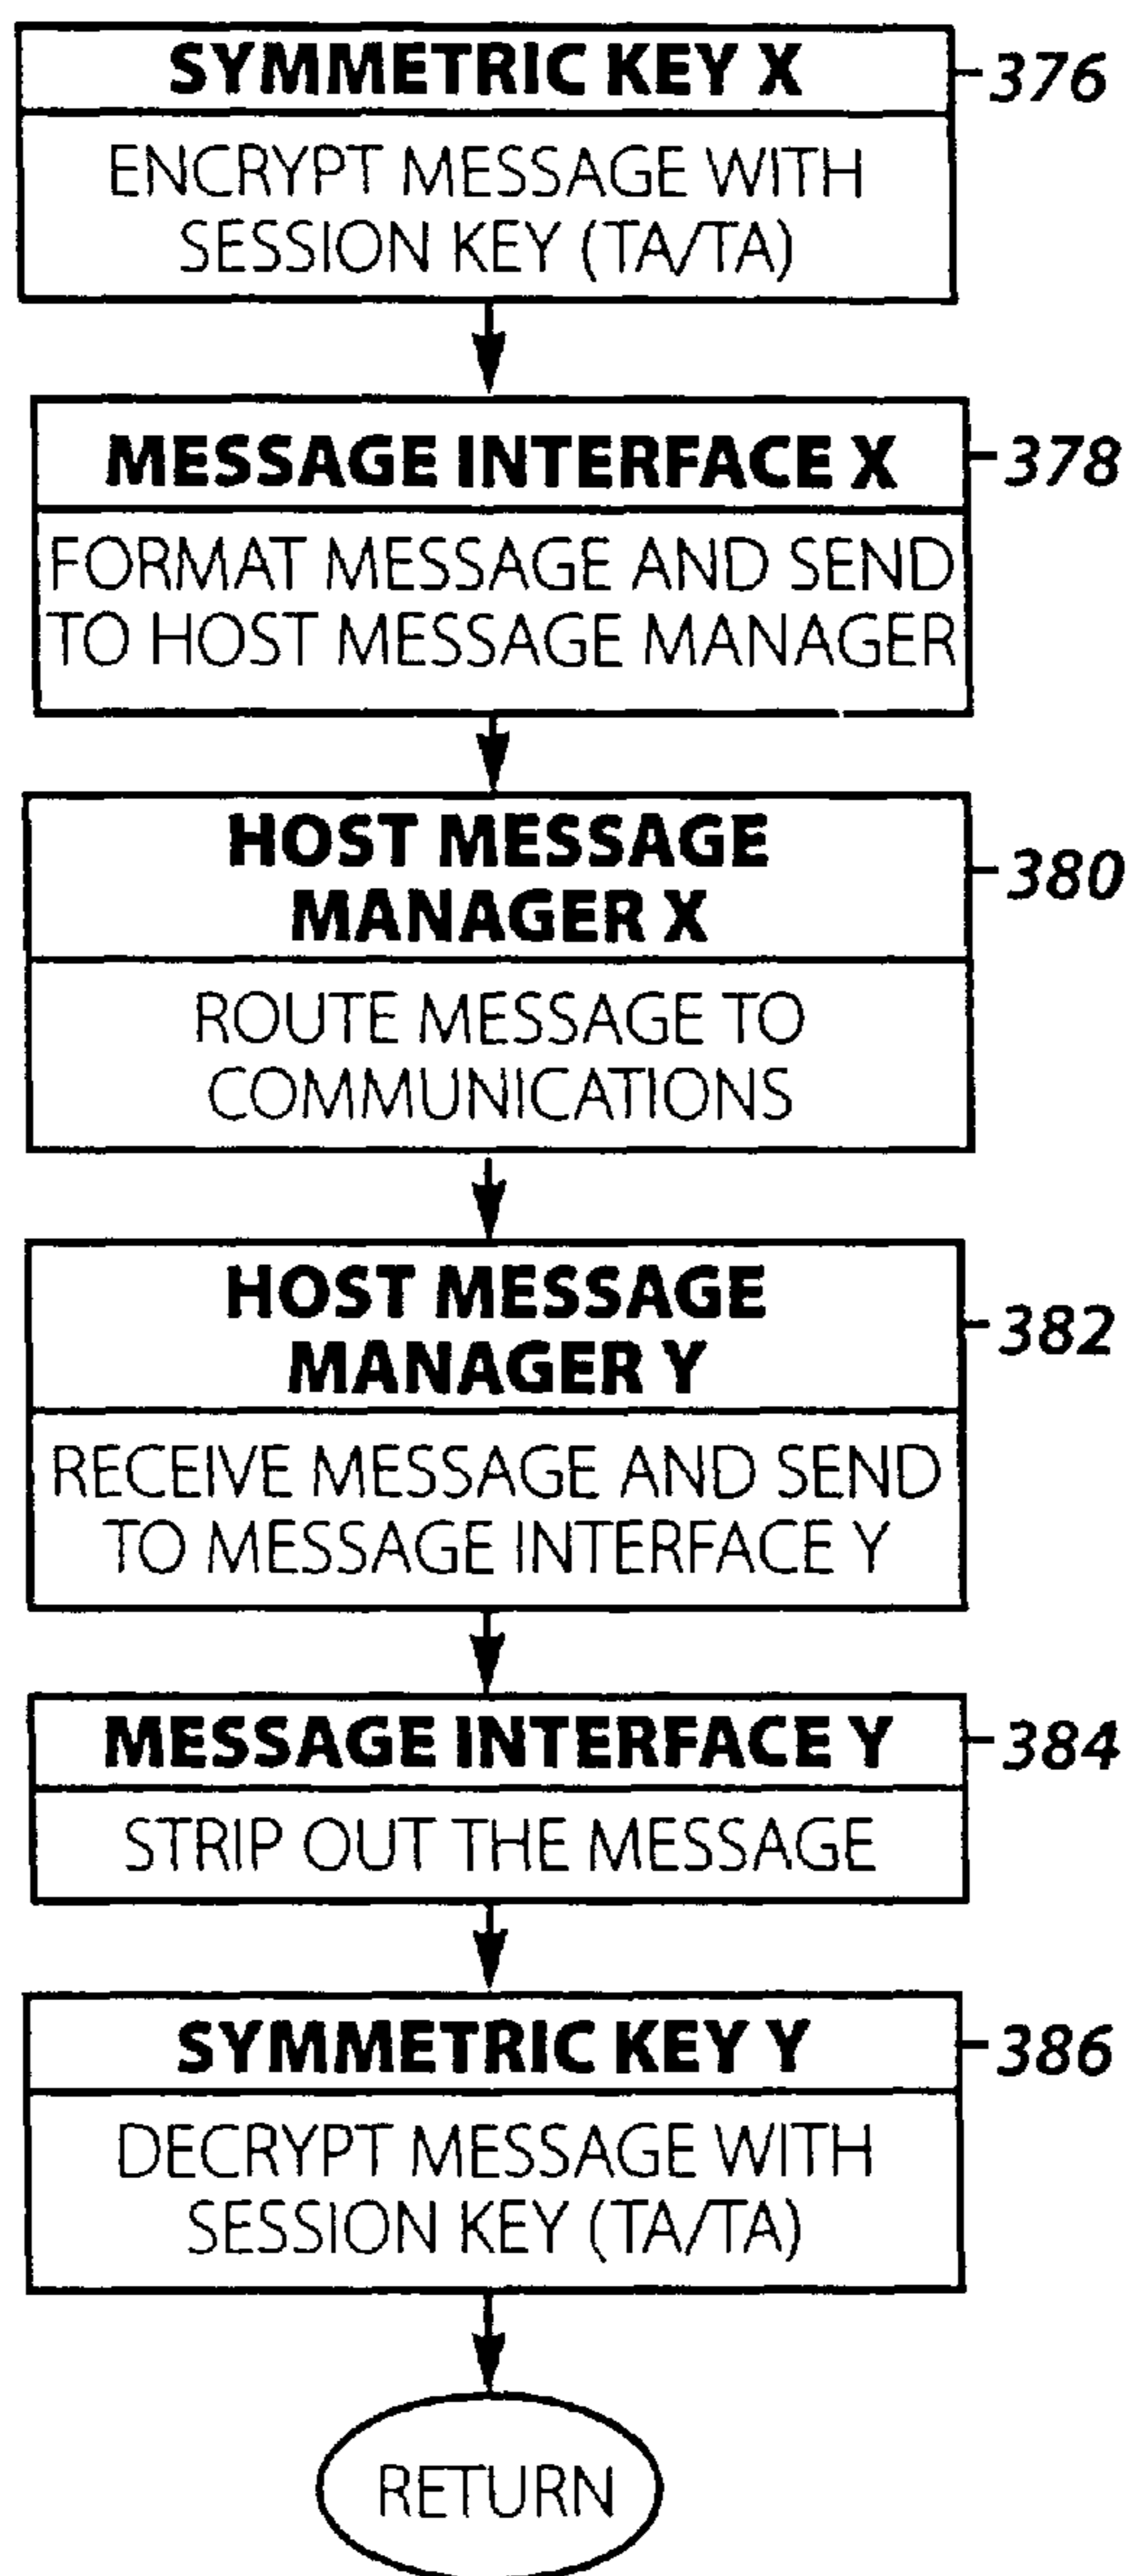 SYMMETRIC KEY X
376
ENCRYPT MESSAGE WITH
SESSION KEY (TA/TA)
MESSAGE INTERFACE X
378
FORMAT MESSAGE AND SEND
TO HOST MESSAGE MANAGER
HOST MESSAGE
MANAGER X
380
ROUTE MESSAGE TO
COMMUNICATIONS
HOST MESSAGE
MANAGER Y
382
RECEIVE MESSAGE AND SEND
TO MESSAGE INTERFACE Y
MESSAGE INTERFACE Y
384
STRIP OUT THE MESSAGE
SYMMETRIC KEY Y
386
DECRYPT MESSAGE WITH
SESSION KEY (TA/TA)
RETURN